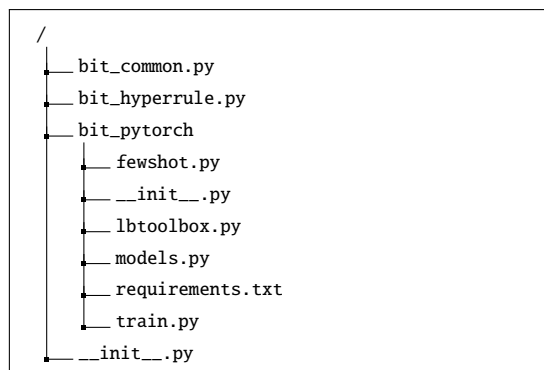 /
bit_common.py
bit_hyperrule.py
bit_pytorch
fewshot.py
__init__.py
lbtoolbox.py
models.py
requirements.txt
train.py
__init__.py